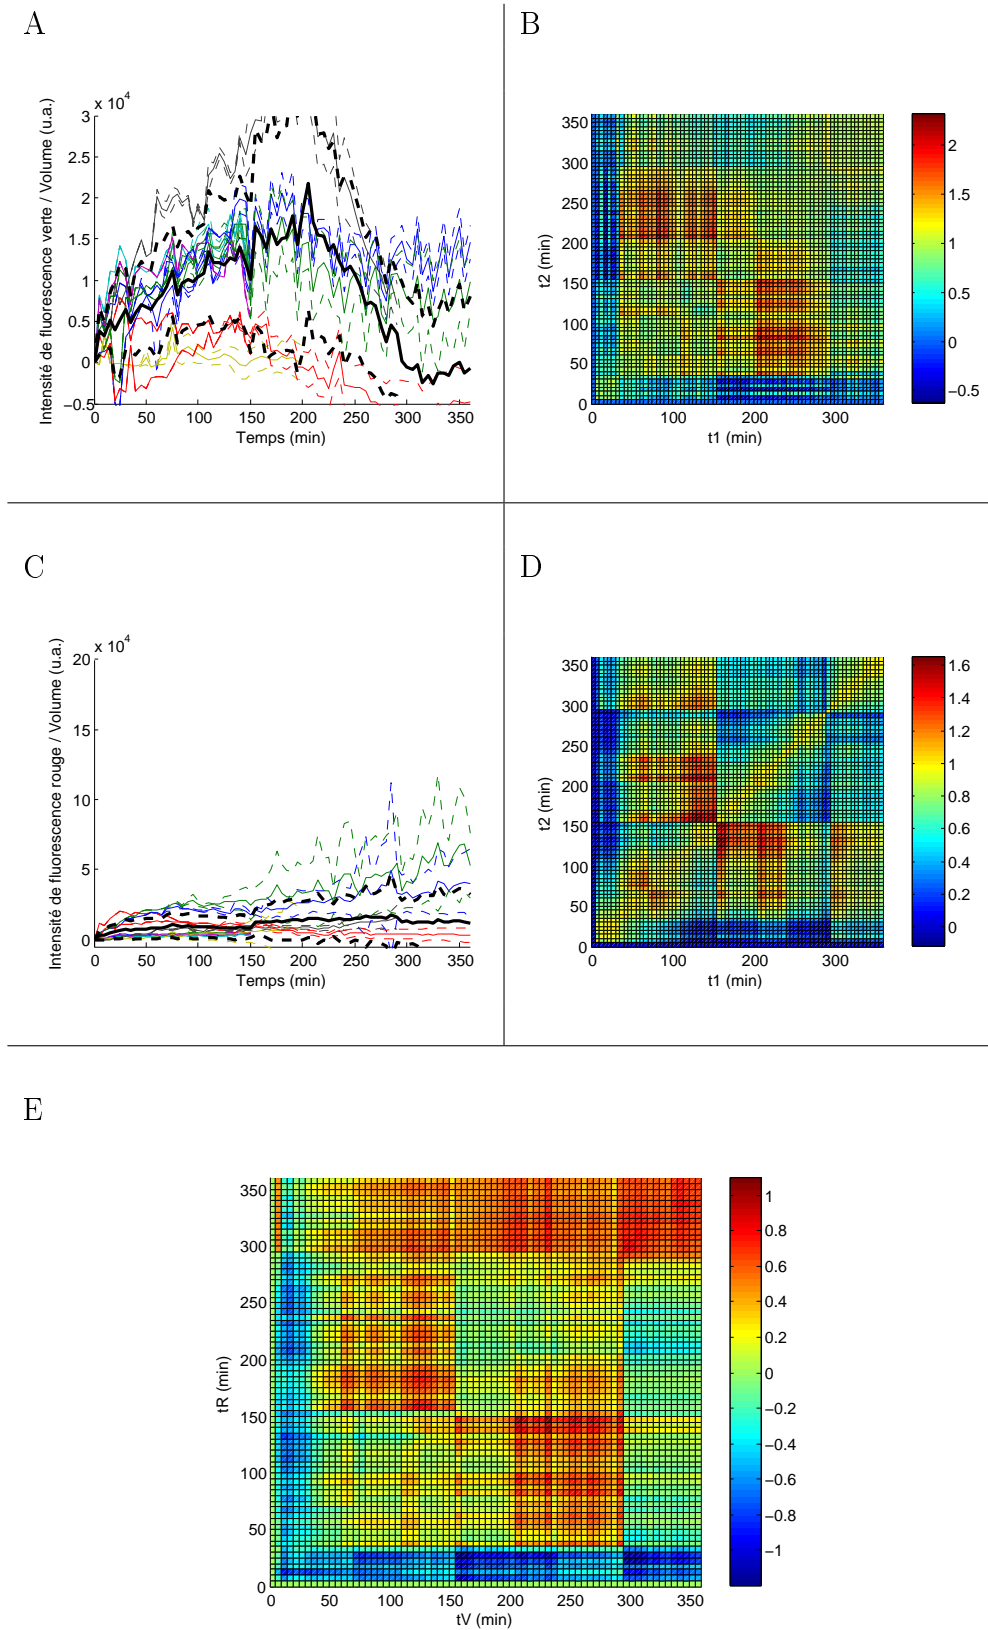 A
x 10^4
Intensité de fluorescence verte / Volume (u.a.)
3
2.5
2
1.5
1
0.5
0
−0.5
50 100 150 200 250 300 350
Temps (min)
B
t2 (min)
350
300
250
200
150
100
50
0
0 100 200 300
t1 (min)
2
1.5
1
0.5
0
−0.5
C
x 10^4
Intensité de fluorescence rouge / Volume (u.a.)
20
15
10
5
0
0 50 100 150 200 250 300 350
Temps (min)
D
t2 (min)
350
300
250
200
150
100
50
0
0 100 200 300
t1 (min)
1.6
1.4
1.2
1
0.8
0.6
0.4
0.2
0
E
tR (min)
350
300
250
200
150
100
50
0
0 50 100 150 200 250 300 350
tV (min)
1
0.8
0.6
0.4
0.2
0
−0.2
−0.4
−0.6
−0.8
−1